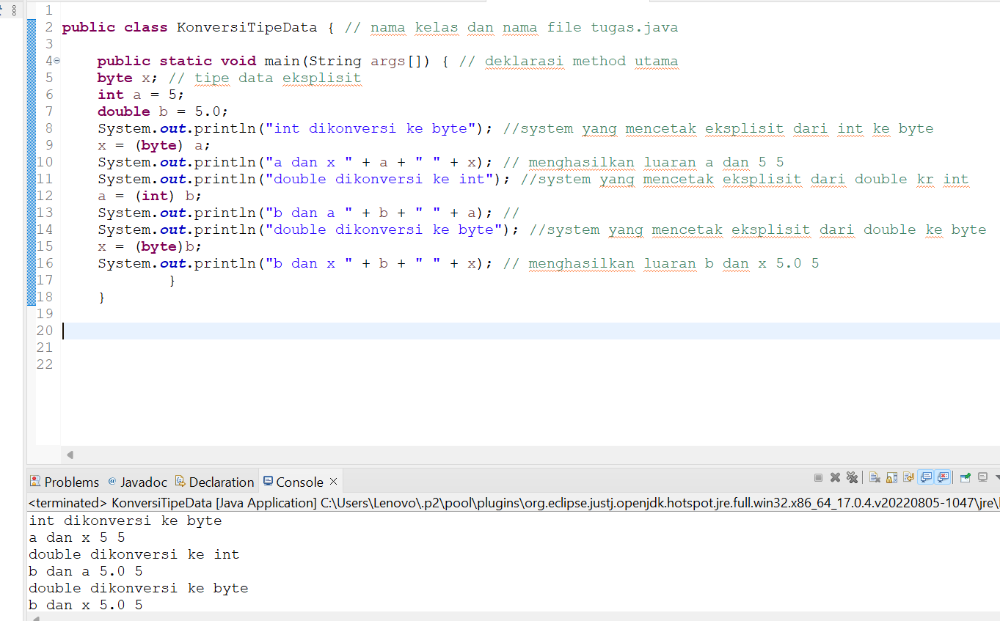 1
2 public class KonversiTipeData { // nama kelas dan nama file tugas.java
3
4 public static void main(String args[]) { // deklarasi method utama
5 byte x; // tipe data eksplisit
6 int a = 5;
7 double b = 5.0;
8 System.out.println("int dikonversi ke byte"); //system yang mencetak eksplisit dari int ke byte
9 x = (byte) a;
10 System.out.println("a dan x " + a + " " + x); // menghasilkan luaran a dan 5 5
11 System.out.println("double dikonversi ke int"); //system yang mencetak eksplisit dari double kr int
12 a = (int) b;
13 System.out.println("b dan a " + b + " " + a); //
14 System.out.println("double dikonversi ke byte"); //system yang mencetak eksplisit dari double ke byte
15 x = (byte)b;
16 System.out.println("b dan x " + b + " " + x); // menghasilkan luaran b dan x 5.0 5
17 }
18 }
19
20
21
22
Problems @ Javadoc Declaration Console
<terminated> KonversiTipeData [Java Application] C:\Users\Lenovo\.p2\pool\plugins\org.eclipse.justj.openjdk.hotspot.jre.full.win32.x86_64_17.0.4.v20220805-1047\jre\
int dikonversi ke byte
a dan x 5 5
double dikonversi ke int
b dan a 5.0 5
double dikonversi ke byte
b dan x 5.0 5